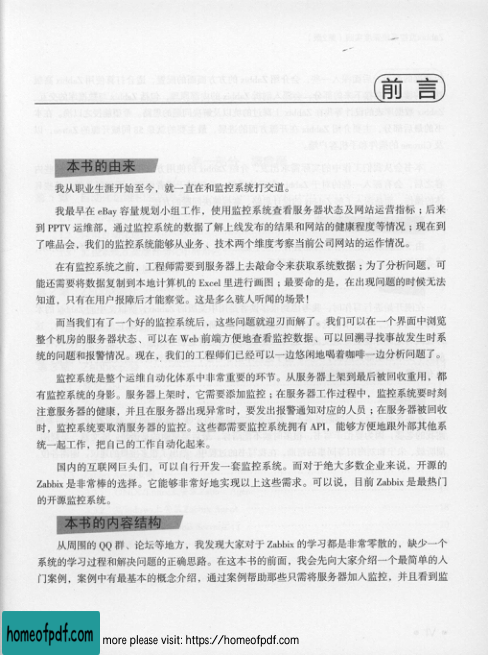 前言
本书的由来
我从职业生涯开始至今，就一直在和监控系统打交道。
我最早在 eBay 容量规划小组工作，使用监控系统查看服务器状态及网站运营指标；后来
到 PPTV 运维部，通过监控系统的数据了解上线发布的结果和网站的健康程度等情况；现在到
了唯品会，我们的监控系统能够从业务、技术两个维度考察当前公司网站的运作情况。
在有监控系统之前，工程师需要到服务器上去敲命令来获取系统数据；为了分析问题，可
能还需要将数据复制到本地计算机的 Excel 里进行画图；最要命的是，在出现问题的时候无法
知道，只有在用户报障后才能察觉。这是多么骇人听闻的场景！
而当我们有了一个好的监控系统后，这些问题就迎刃而解了。我们可以在一个界面中浏览
整个机房的服务器状态、可以在 Web 前端方便地查看监控数据、可以回溯寻找事故发生时系
统的问题和报警情况。现在，我们的工程师们已经可以一边悠闲地喝着咖啡一边分析问题了。
监控系统是整个运维自动化体系中非常重要的环节。从服务器上架到最后被回收重用，都
有监控系统的身影。服务器上架时，它需要添加监控；在服务器工作过程中，监控系统要时刻
注意服务器的健康，并且在服务器出现异常时，要发出报警通知对应的人员；在服务器被回收
时，监控系统要取消服务器的监控。这些都需要监控系统拥有 API，能够方便地跟外部其他系
统一起工作，把自己的工作自动化起来。
国内的互联网巨头们，可以自行开发一套监控系统。而对于绝大多数企业来说，开源的
Zabbix 是非常棒的选择。它能够非常好地实现以上这些需求。可以说，目前 Zabbix 是最热门
的开源监控系统。
本书的内容结构
从周围的 QQ 群、论坛等地方，我发现大家对于 Zabbix 的学习都是非常零散的，缺少一个
系统的学习过程和解决问题的正确思路。在这本书的前面，我会先向大家介绍一个最简单的入
门案例，案例中有最基本的概念介绍，通过案例帮助那些只需将服务器加入监控，并且看到监
homeofpdf.com
more please visit: https://homeofpdf.com